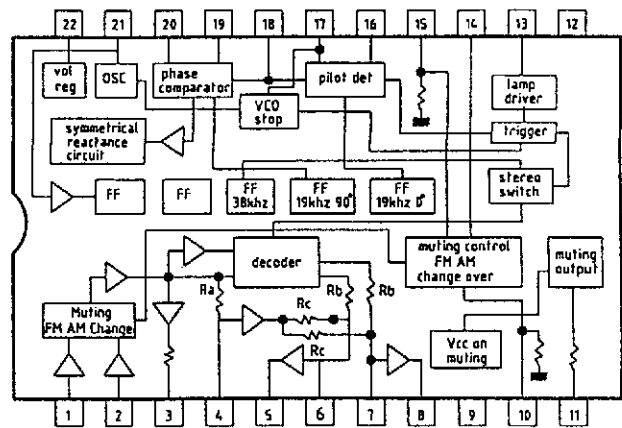 22 21 20 19 18 17 16 15 14 13 12
vol
reg
OSC
phase
comparator
VCO
stop
pilot det
lamp
driver
trigger
symmetrical
reactance
circuit
stereo
switch
FF
FF
FF
38khz
FF
19khz 90°
FF
19khz 0°
decoder
muting control
FM AM
change over
muting
output
Ra
Rb
Rb
Rc
Rc
Muting
FM AM Change
Vcc on
muting
1 2 3 4 5 6 7 8 9 10 11